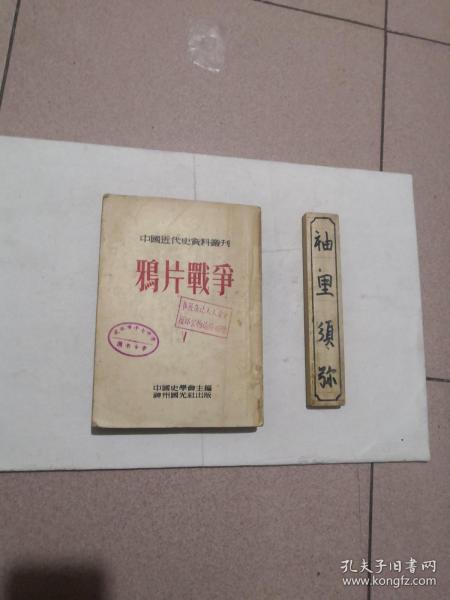 中國近代史資料叢刊
鴉片戰爭
1
中國史學會主編
神州國光社出版
袖里須弥
孔夫子旧书网
www.kongfz.com